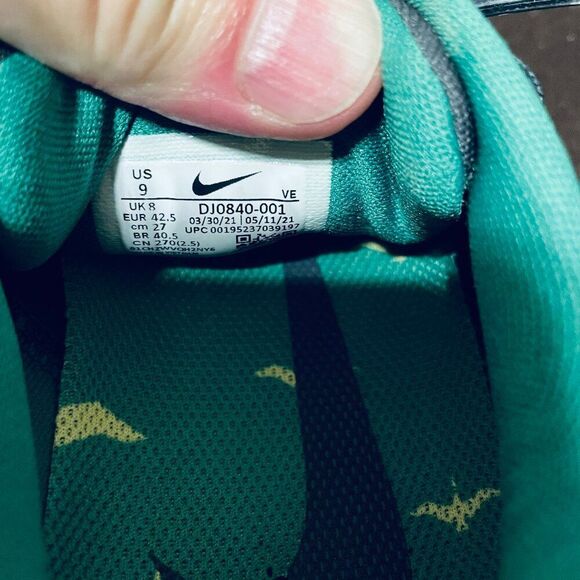 US
9
VE
UK 8
DJ0840-001
EUR 42.5
03/30/21 | 05/11/21
cm 27
UPC 00195237039197
BR 40.5
CN 270(2.5)